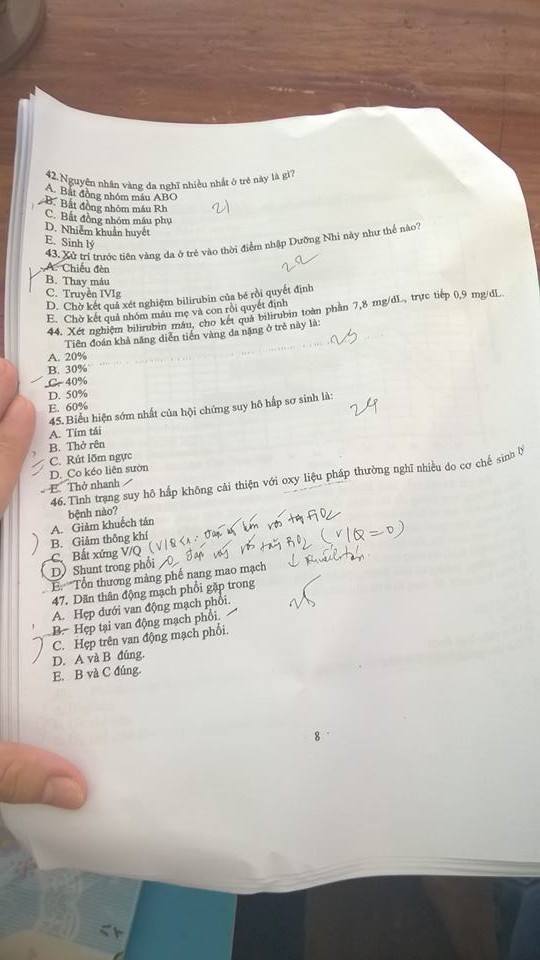 42. Nguyên nhân vàng da nghĩ nhiều nhất ở trẻ này là gì?
A. Bất đồng nhóm máu ABO
B. Bất đồng nhóm máu Rh
21
C. Bất đồng nhóm máu phụ
D. Nhiễm khuẩn huyết
E. Sinh lý
43. Xử trí trước tiên vàng da ở trẻ vào thời điểm nhập Dưỡng Nhi này như thế nào?
A. Chiếu đèn
22
B. Thay máu
C. Truyền IVIg
D. Chờ kết quả xét nghiệm bilirubin của bé rồi quyết định
E. Chờ kết quả nhóm máu mẹ và con rồi quyết định
44. Xét nghiệm bilirubin máu, cho kết quả bilirubin toàn phần 7,8 mg/dL, trực tiếp 0,9 mg/dL.
Tiên đoán khả năng diễn tiến vàng da nặng ở trẻ này là:
A. 20%
23
B. 30%
C. 40%
D. 50%
E. 60%
45. Biểu hiện sớm nhất của hội chứng suy hô hấp sơ sinh là:
A. Tím tái
24
B. Thở rên
C. Rút lõm ngực
D. Co kéo liên sườn
E. Thở nhanh
46. Tình trạng suy hô hấp không cải thiện với oxy liệu pháp thường nghĩ nhiều do cơ chế sinh lý
bệnh nào?
A. Giảm khuếch tán
B. Giảm thông khí
C. Bất xứng V/Q (V/Q<1: đáp với FiO2
D. Shunt trong phổi đáp với tăng FiO2 (V/Q=0)
E. Tổn thương màng phế nang mao mạch ↓ khuếch tán.
47. Dãn thân động mạch phổi gặp trong
25
A. Hẹp dưới van động mạch phổi.
B. Hẹp tại van động mạch phổi.
C. Hẹp trên van động mạch phổi.
D. A và B đúng.
E. B và C đúng.
8